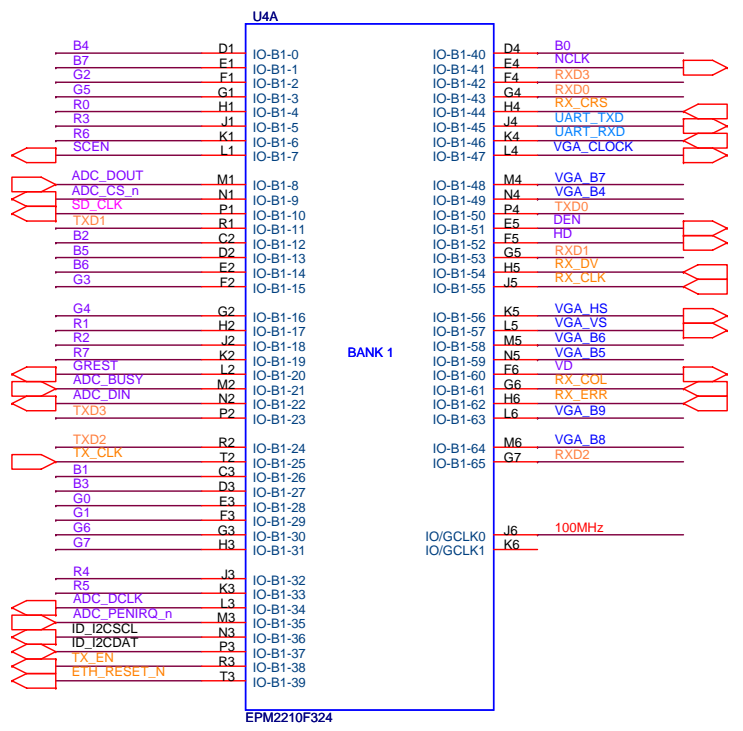 U4A
B4 D1 IO-B1-0 IO-B1-40 D4 B0
B7 E1 IO-B1-1 IO-B1-41 E4 NCLK
G2 F1 IO-B1-2 IO-B1-42 F4 RXD3
G5 G1 IO-B1-3 IO-B1-43 G4 RXD0
R0 H1 IO-B1-4 IO-B1-44 H4 RX_CRS
R3 J1 IO-B1-5 IO-B1-45 J4 UART_TXD
R6 K1 IO-B1-6 IO-B1-46 K4 UART_RXD
SCEN L1 IO-B1-7 IO-B1-47 L4 VGA_CLOCK
ADC_DOUT M1 IO-B1-8 IO-B1-48 M4 VGA_B7
ADC_CS_n N1 IO-B1-9 IO-B1-49 N4 VGA_B4
SD_CLK P1 IO-B1-10 IO-B1-50 P4 TXD0
TXD1 R1 IO-B1-11 IO-B1-51 E5 DEN
B2 C2 IO-B1-12 IO-B1-52 F5 HD
B5 D2 IO-B1-13 IO-B1-53 G5 RXD1
B6 E2 IO-B1-14 IO-B1-54 H5 RX_DV
G3 F2 IO-B1-15 IO-B1-55 J5 RX_CLK
G4 G2 IO-B1-16 IO-B1-56 K5 VGA_HS
R1 H2 IO-B1-17 IO-B1-57 L5 VGA_VS
R2 J2 IO-B1-18 IO-B1-58 M5 VGA_B6
R7 K2 IO-B1-19 BANK 1 IO-B1-59 N5 VGA_B5
GREST L2 IO-B1-20 IO-B1-60 F6 VD
ADC_BUSY M2 IO-B1-21 IO-B1-61 G6 RX_COL
ADC_DIN N2 IO-B1-22 IO-B1-62 H6 RX_ERR
TXD3 P2 IO-B1-23 IO-B1-63 L6 VGA_B9
TXD2 R2 IO-B1-24 IO-B1-64 M6 VGA_B8
TX_CLK T2 IO-B1-25 IO-B1-65 G7 RXD2
B1 C3 IO-B1-26
B3 D3 IO-B1-27
G0 E3 IO-B1-28
G1 F3 IO-B1-29
G6 G3 IO-B1-30 IO/GCLK0 J6 100MHz
G7 H3 IO-B1-31 IO/GCLK1 K6
R4 J3 IO-B1-32
R5 K3 IO-B1-33
ADC_DCLK L3 IO-B1-34
ADC_PENIRQ_n M3 IO-B1-35
ID_I2CSCL N3 IO-B1-36
ID_I2CDAT P3 IO-B1-37
TX_EN R3 IO-B1-38
ETH_RESET_N T3 IO-B1-39
EPM2210F324